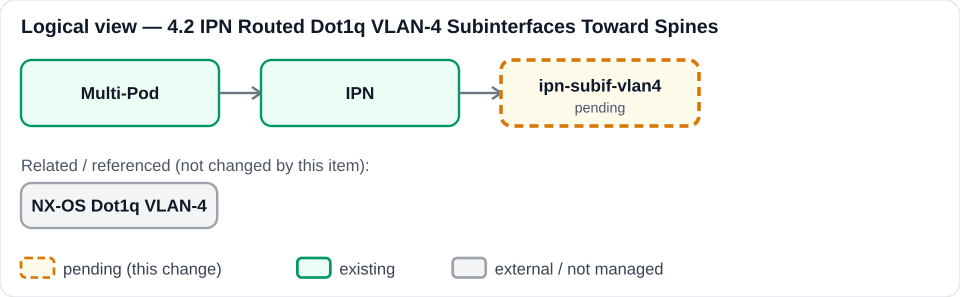 Logical view — 4.2 IPN Routed Dot1q VLAN-4 Subinterfaces Toward Spines
Multi-Pod
IPN
ipn-subif-vlan4
pending
Related / referenced (not changed by this item):
NX-OS Dot1q VLAN-4
pending (this change)
existing
external / not managed